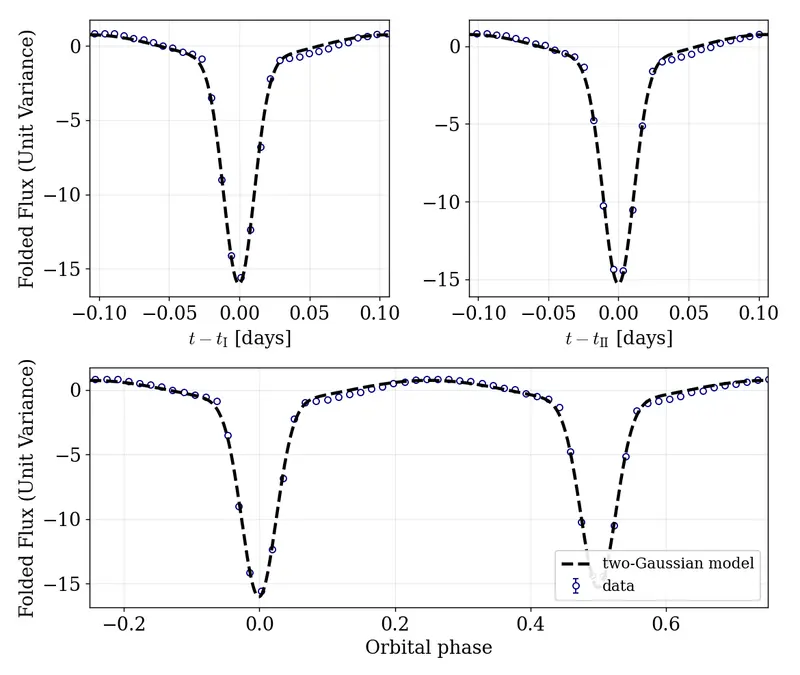 Folded Flux (Unit Variance)
0
−5
−10
−15
−0.10 −0.05 0.00 0.05 0.10
t − tI [days]
0
−5
−10
−15
−0.10 −0.05 0.00 0.05 0.10
t − tII [days]
Folded Flux (Unit Variance)
0
−5
−10
−15
two-Gaussian model
data
−0.2 0.0 0.2 0.4 0.6
Orbital phase